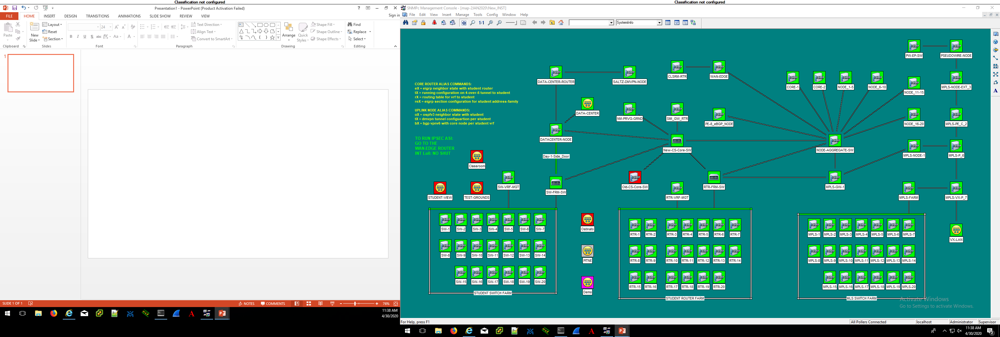 Classification not configured
Classification not configured
Presentation1 - PowerPoint (Product Activation Failed)
SNMPc Management Console - [map-2JAN2020\New_INST]
FILE HOME INSERT DESIGN TRANSITIONS ANIMATIONS SLIDE SHOW REVIEW VIEW Sign in
Paste
New
Slide
Layout
Reset
Section
24
B I U S abc AV Aa A
Text Direction
Align Text
Convert to SmartArt
Arrange
Quick
Styles
Shape Fill
Shape Outline
Shape Effects
Find
Replace
Select
Clipboard Slides Font Paragraph Drawing Editing
1
SLIDE 1 OF 1
NOTES COMMENTS 76%
11:38 AM
4/30/2020
File Edit View Insert Manage Tools Config Window Help
1:1
SystemInfo
PW-EP-SW PSEUDOWIRE-NODE
DATA-CENTER-ROUTER SALTZ-DMVPN-NODE CLSRM-RTR WAN-EDGE
CORE-1 CORE-2 NODE_1-5 NODE_6-10 NODE_11-15 MPLS-NODE-EXT_3
CORE ROUTER ALIAS COMMANDS:
eX = eigrp neighbor state with student router
tX = running configuration on 4-over-6 tunnel to student
rX = routing table for vrf to student
reX = eigrp section configuration for student address-family
UPLINK NODE ALIAS COMMANDS:
oX = ospfv3 neighbor state with student
tX = dmvpn tunnel configuartion per student
bX = bgp vpnv6 with core node per student vrf
TO RUN IPSEC ASI:
GO TO THE
WAN-EDGE ROUTER
INT Lo0: NO SHUT
DATA-CENTER NM-PRVG-GRND SIM_GW_RTR PE-8_eBGP_NODE NODE_16-20 MPLS-PE_C_2
DATACENTER-NODE New-CS-Core-SW NODE-AGGREGATE-SW MPLS-NODE-1 MPLS-P_6
Day-1-Side_Door
Classroom
STUDENT-VIEW TEST-GROUNDS SW-VRF-MGT SW-FRM-SW Old-CS-Core-SW RTR-VRF-MGT RTR-FRM-SW MPLS-GW-1 MPLS-FARM MPLS-VX-P_7
SW-1 SW-2 SW-3 SW-4 SW-5 SW-6 SW-7
SW-8 SW-9 SW-10 SW-11 SW-12 SW-13 SW-14
SW-15 SW-16 SW-17 SW-18 SW-19 SW-20
STUDENT SWITCH FARM
Ostinato
PITNE
Demo
RTR-1 RTR-2 RTR-3 RTR-4 RTR-5 RTR-6 RTR-7
RTR-8 RTR-9 RTR-10 RTR-11 RTR-12 RTR-13 RTR-14
RTR-15 RTR-16 RTR-17 RTR-18 RTR-19 RTR-20
STUDENT ROUTER FARM
MPLS-1 MPLS-2 MPLS-3 MPLS-4 MPLS-5 MPLS-6 MPLS-7
MPLS-8 MPLS-9 MPLS-10 MPLS-11 MPLS-12 MPLS-13 MPLS-14
MPLS-15 MPLS-16 MPLS-17 MPLS-18 MPLS-19 MPLS-20
MLS SWITCH FARM
VX-LAN
Activate Windows
Go to Settings to activate Windows.
For Help, press F1
All Pollers Connected localhost Administrator Supervisor
11:38 AM
4/30/2020
2